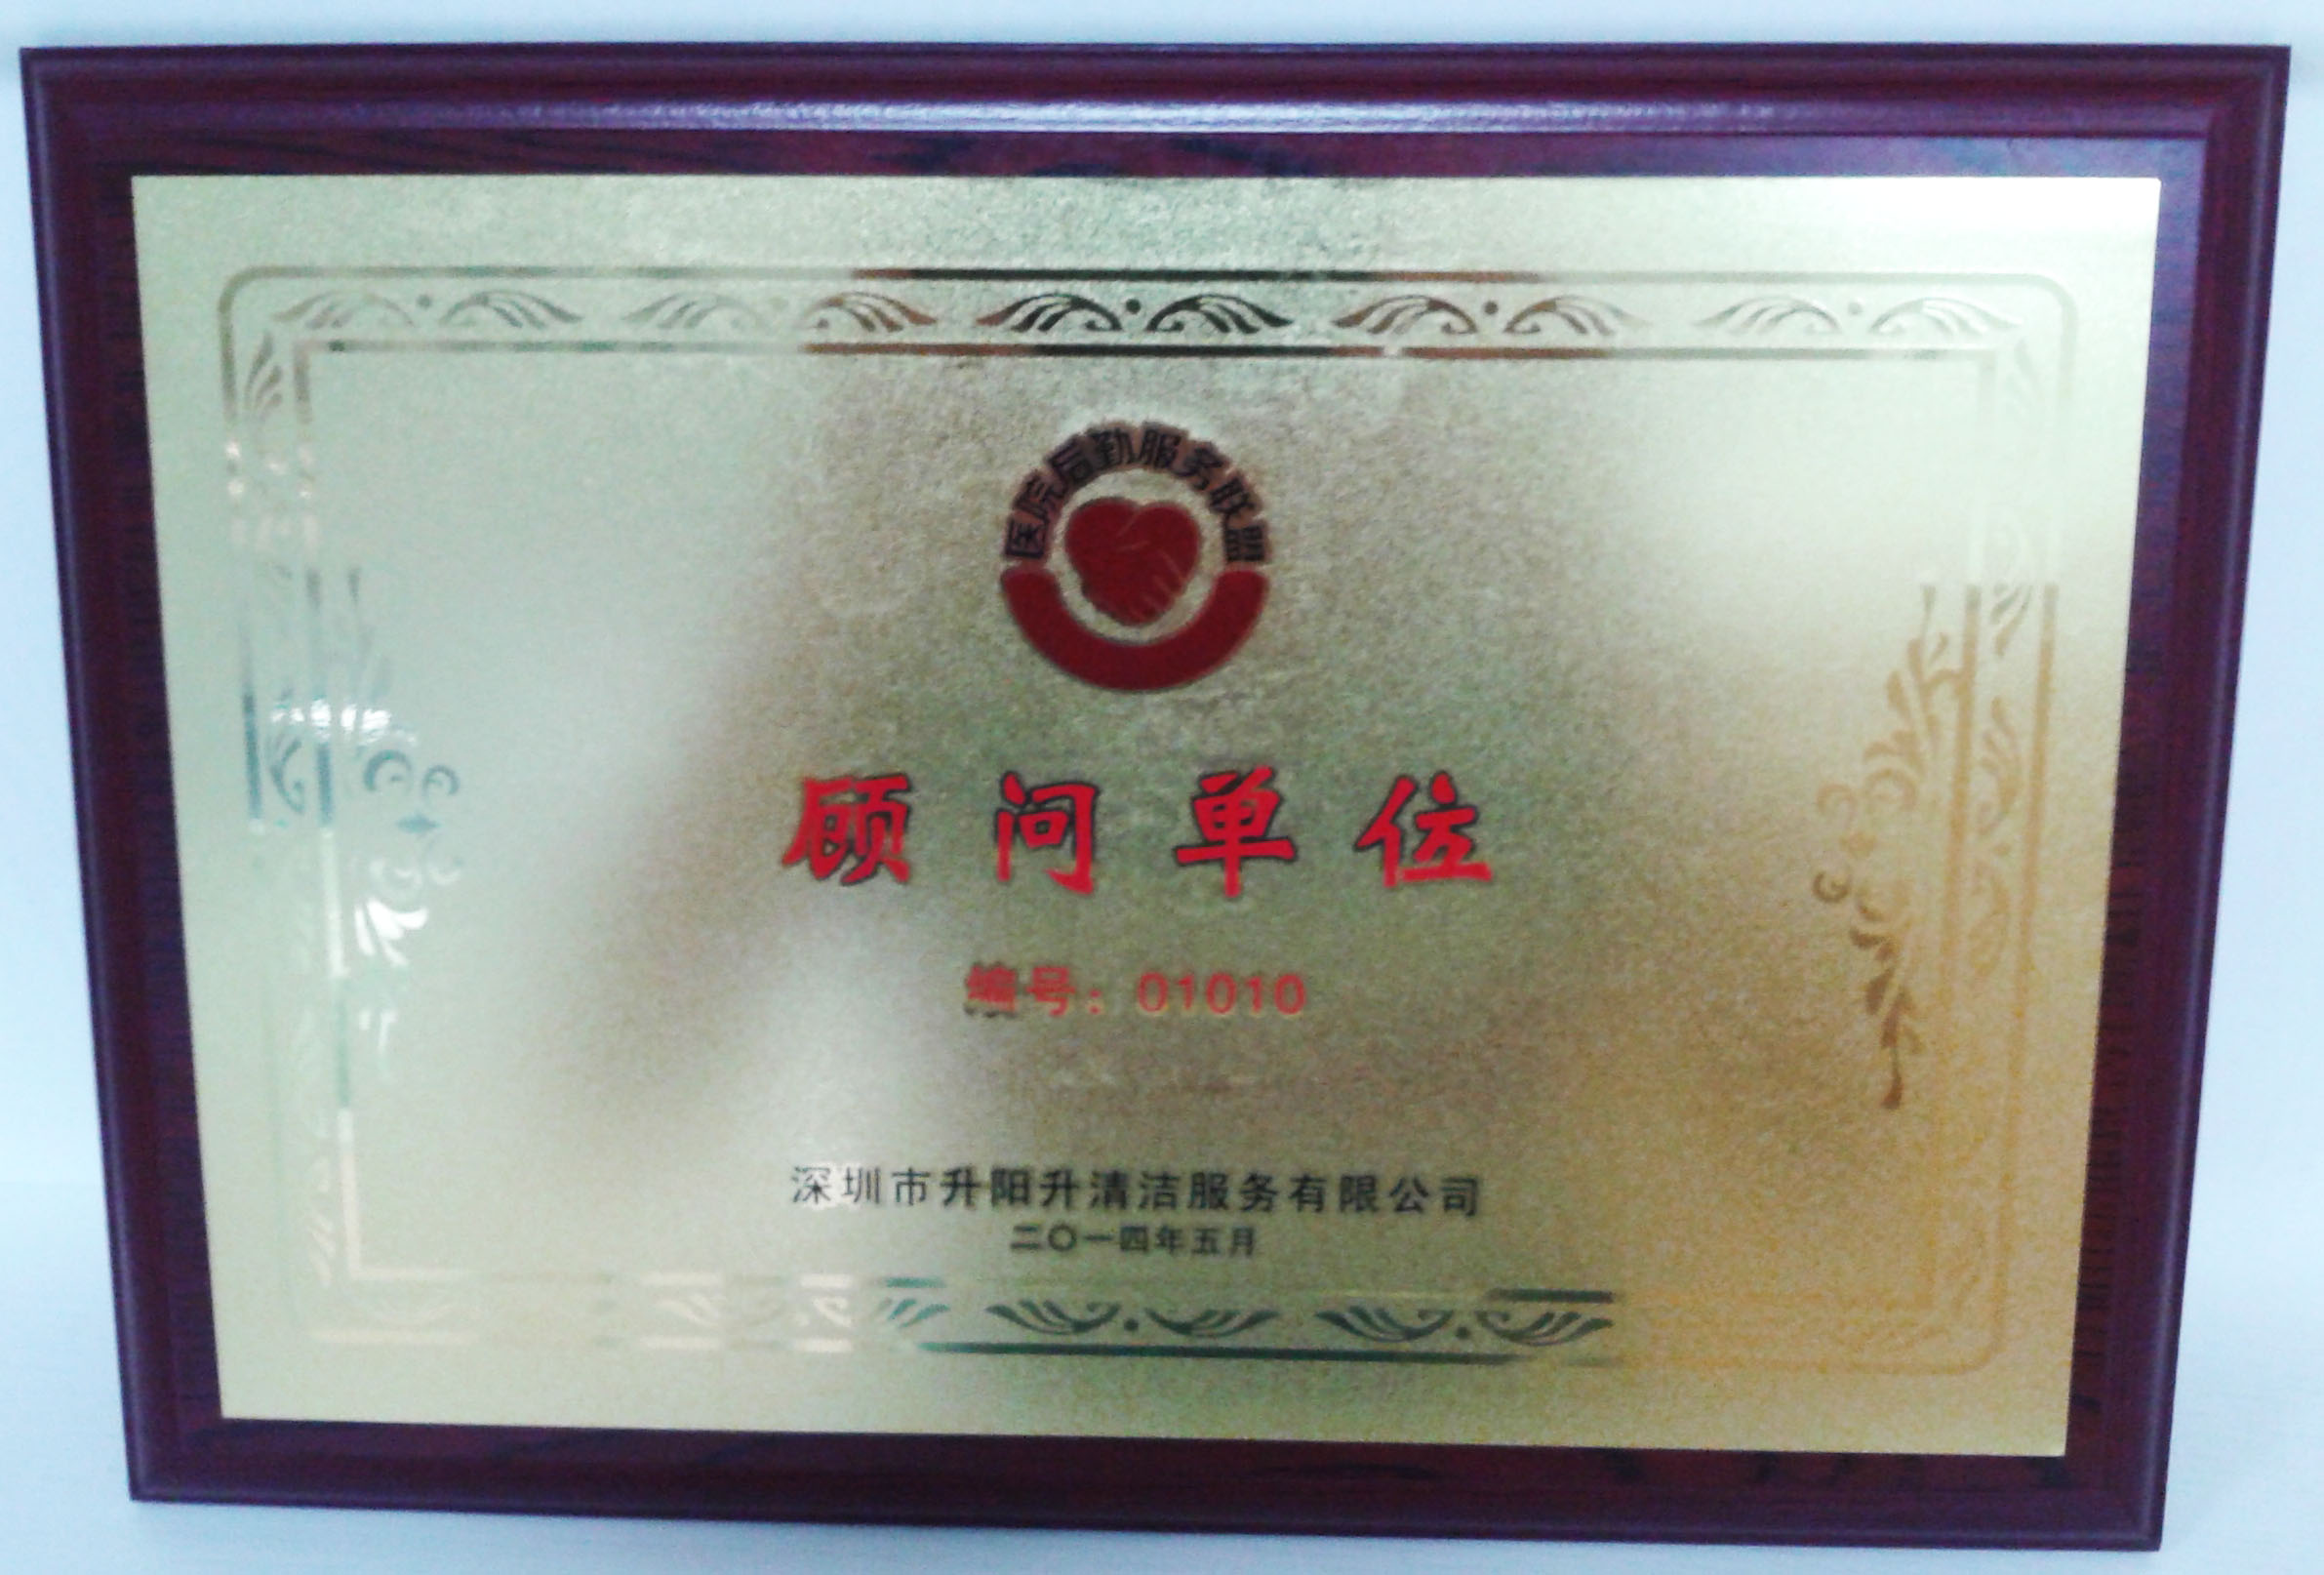 医院后勤服务联盟
顾问单位
编号：01010
深圳市升阳升清洁服务有限公司
二〇一四年五月